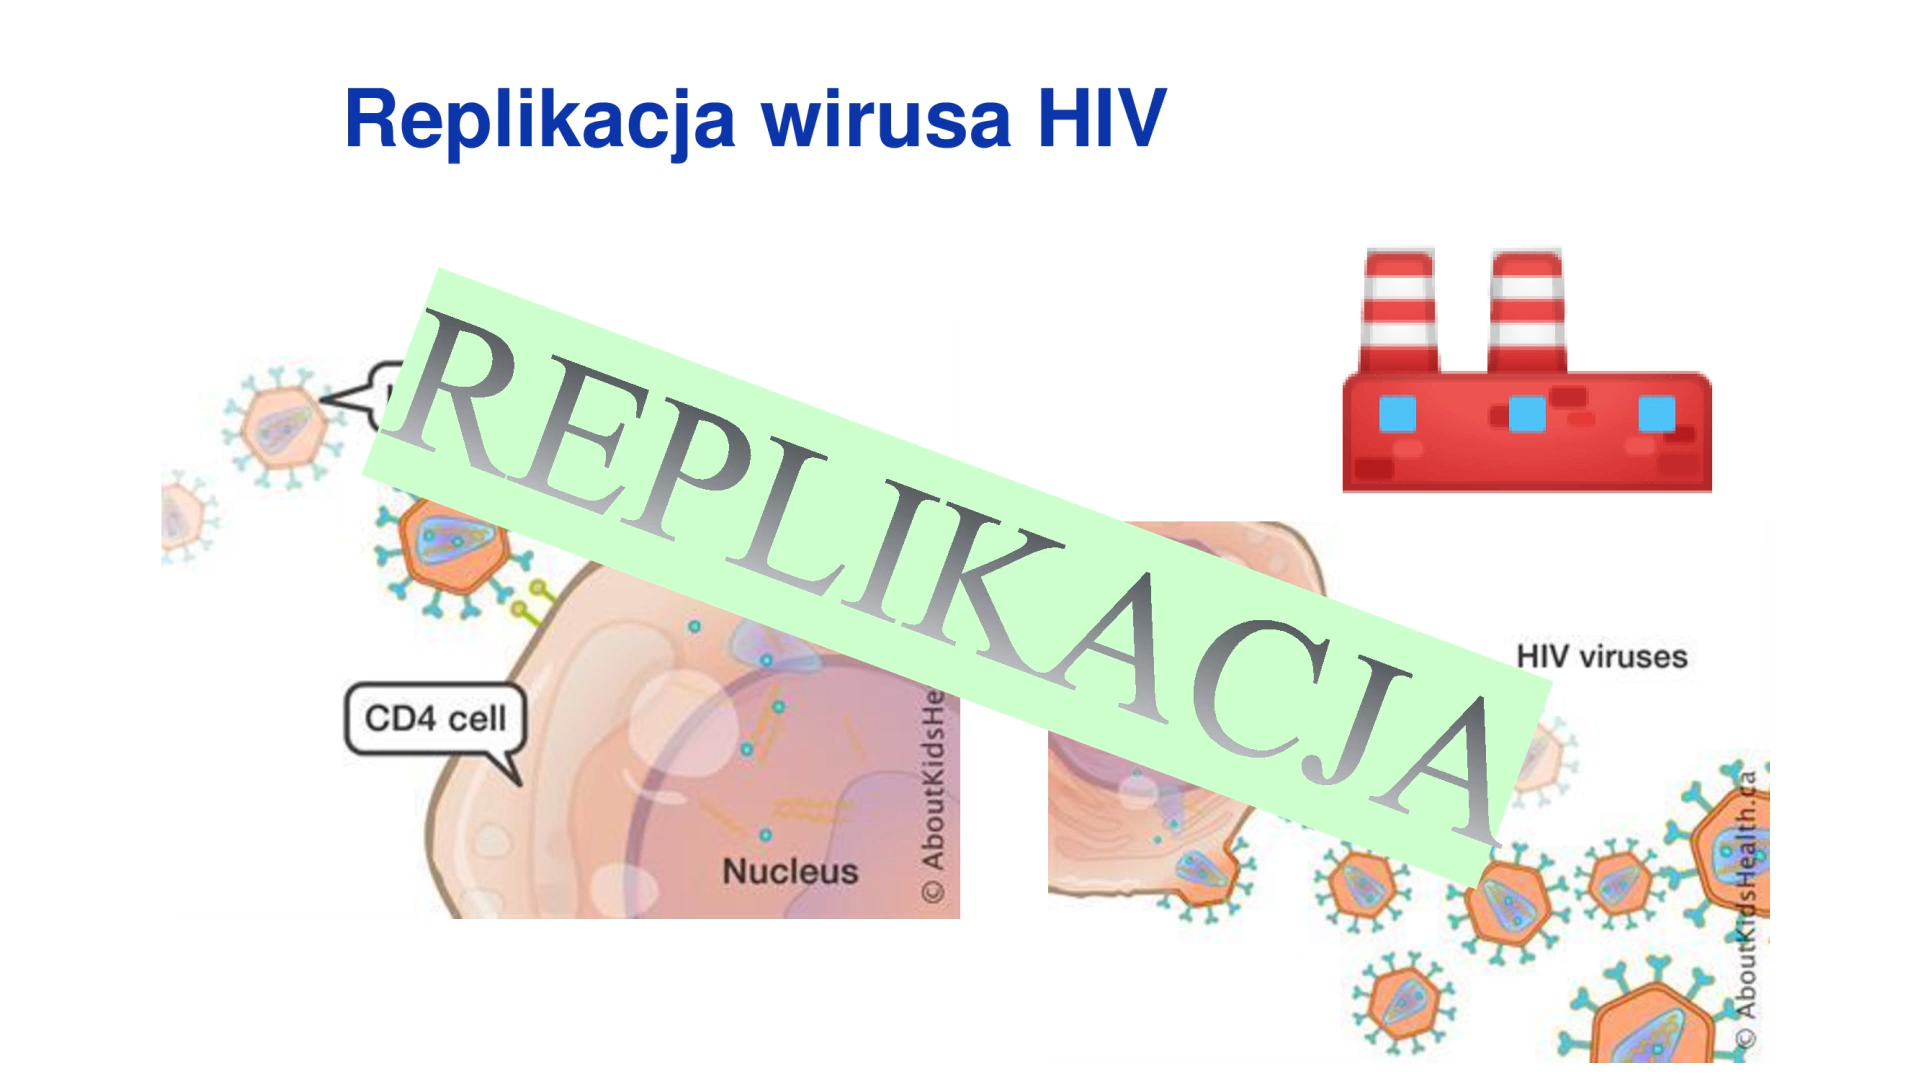 Replikacja wirusa HIV
REPLIKACJA
HIV viruses
CD4 cell
Nucleus
© AboutKidsHe
© AboutKidsHealth.ca